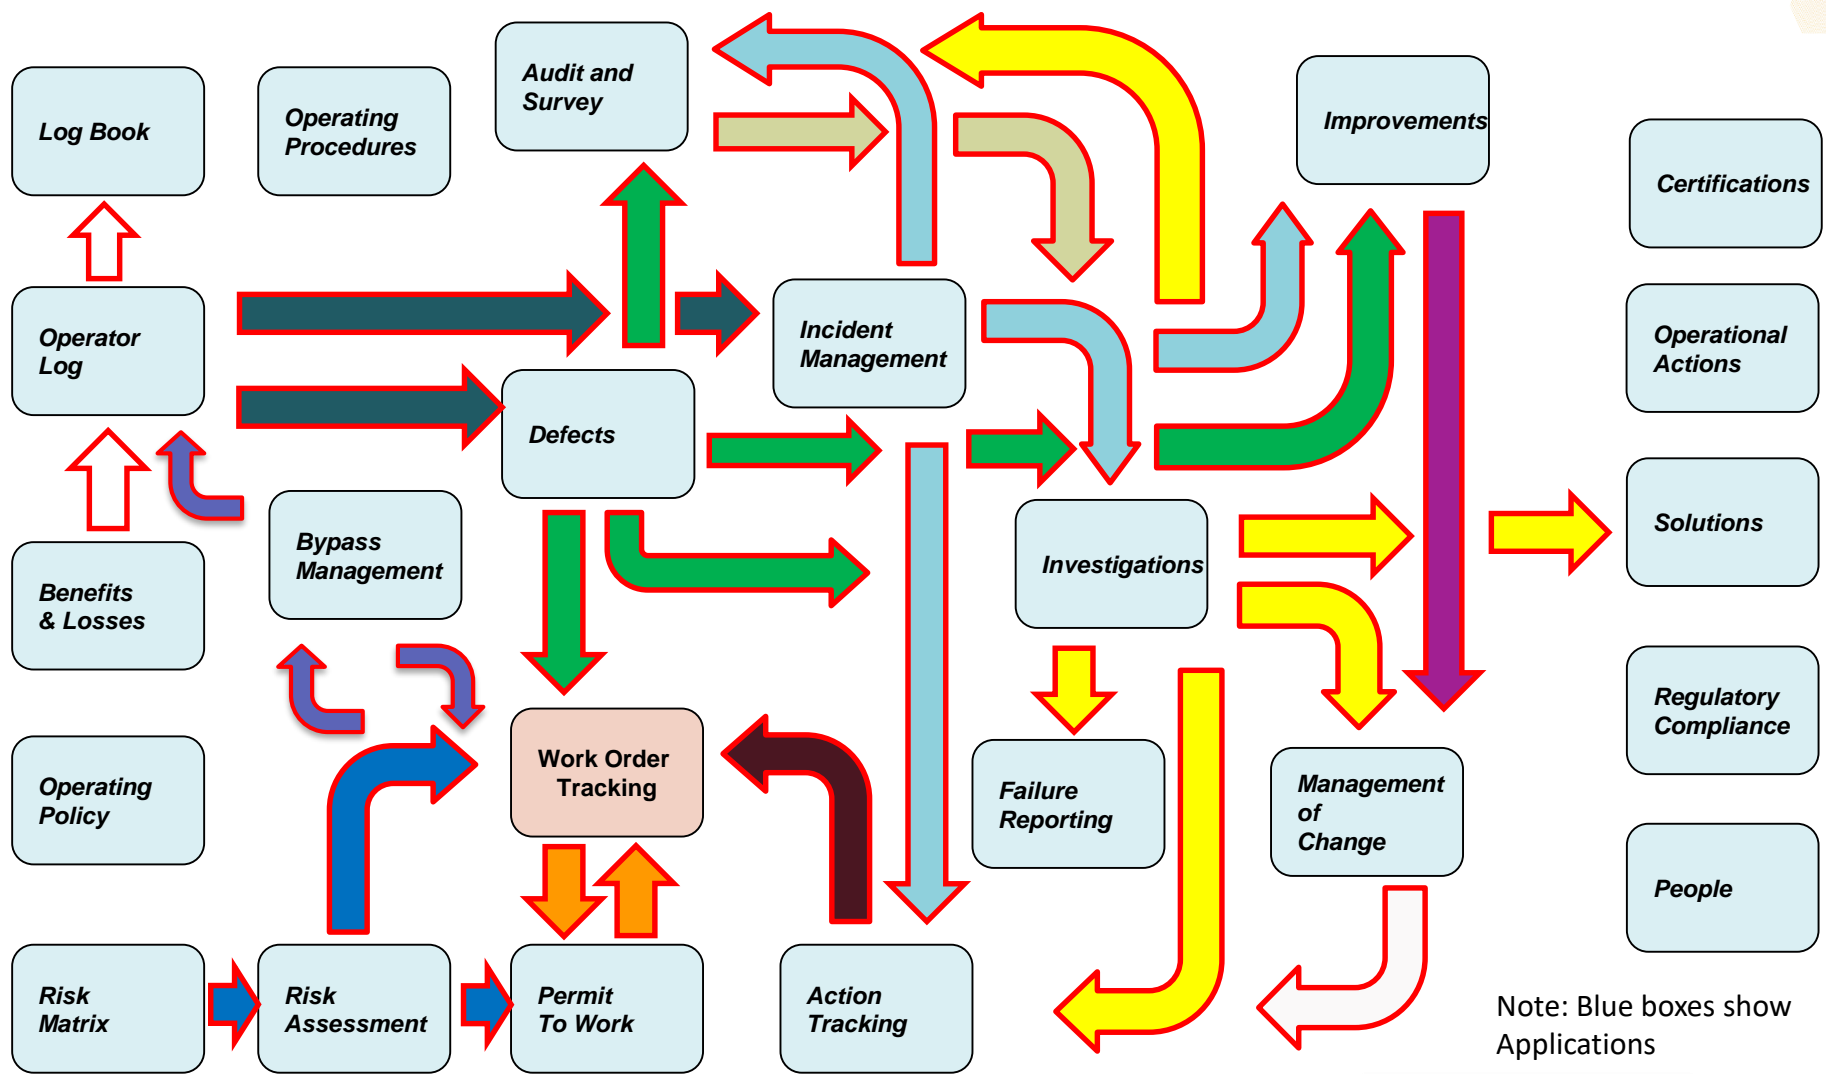 Audit and
Survey
Log Book
Operating
Procedures
Improvements
Certifications
Operator
Log
Incident
Management
Operational
Actions
Defects
Bypass
Management
Investigations
Solutions
Benefits
& Losses
Operating
Policy
Work Order
Tracking
Failure
Reporting
Management
of
Change
Regulatory
Compliance
People
Risk
Matrix
Risk
Assessment
Permit
To Work
Action
Tracking
Note: Blue boxes show
Applications